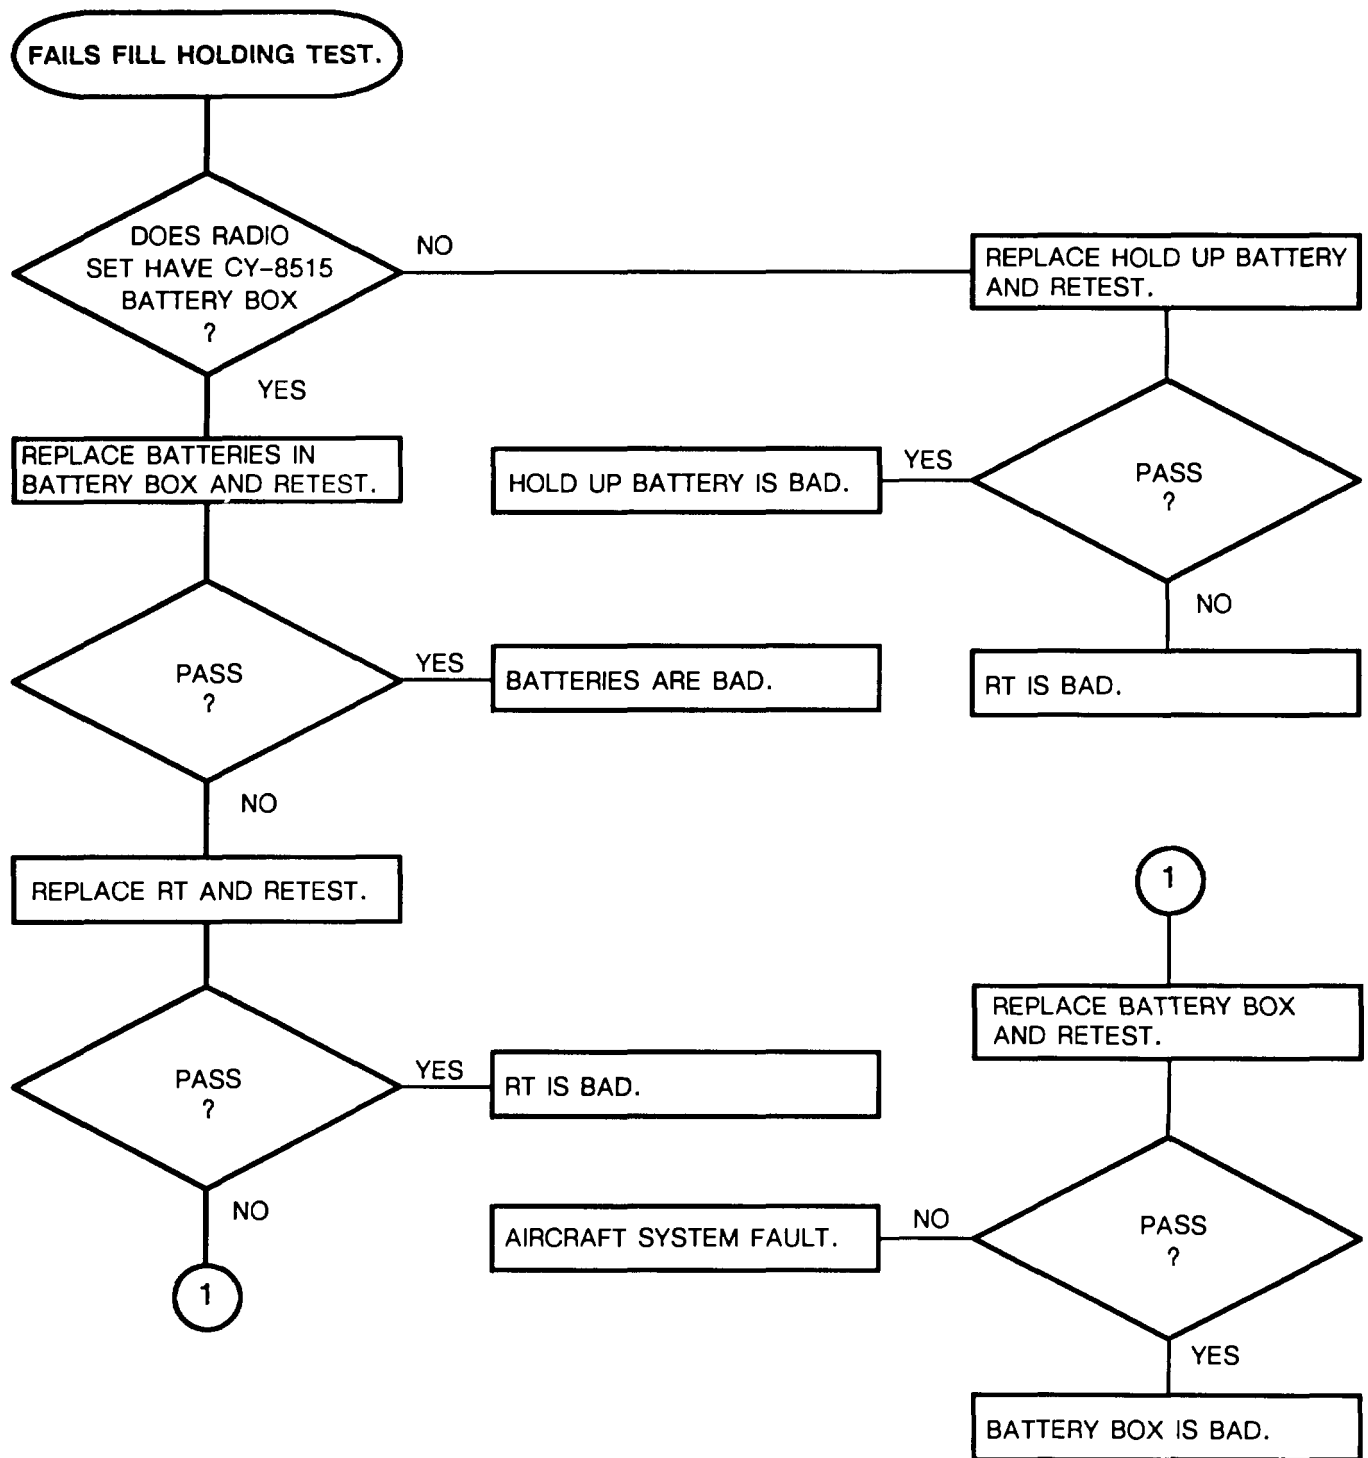 FAILS FILL HOLDING TEST.
DOES RADIO
SET HAVE CY-8515
BATTERY BOX
?
NO
YES
REPLACE HOLD UP BATTERY
AND RETEST.
PASS
?
YES
HOLD UP BATTERY IS BAD.
NO
RT IS BAD.
REPLACE BATTERIES IN
BATTERY BOX AND RETEST.
PASS
?
YES
BATTERIES ARE BAD.
NO
REPLACE RT AND RETEST.
PASS
?
YES
RT IS BAD.
NO
1
1
REPLACE BATTERY BOX
AND RETEST.
PASS
?
NO
AIRCRAFT SYSTEM FAULT.
YES
BATTERY BOX IS BAD.